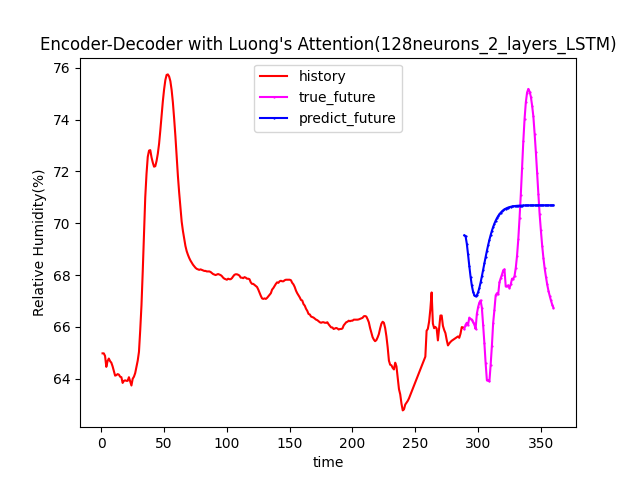 Encoder-Decoder with Luong's Attention(128neurons_2_layers_LSTM)
history
true_future
predict_future
Relative Humidity(%)
76
74
72
70
68
66
64
0 50 100 150 200 250 300 350
time